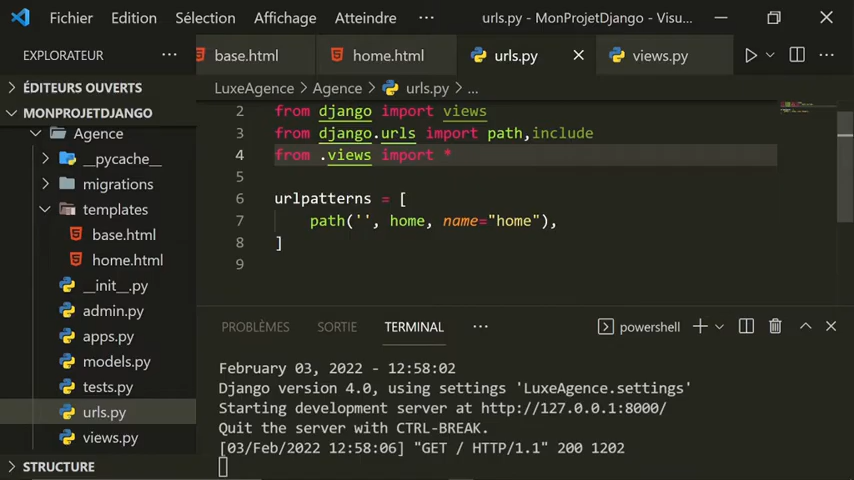 Fichier Edition Sélection Affichage Atteindre ··· urls.py - MonProjetDjango - Visu...
EXPLORATEUR ···
base.html home.html urls.py views.py
ÉDITEURS OUVERTS
LuxeAgence > Agence > urls.py > ...
MONPROJETDJANGO
Agence
__pycache__
migrations
templates
base.html
home.html
__init__.py
admin.py
apps.py
models.py
tests.py
urls.py
views.py
STRUCTURE
2 from django import views
3 from django.urls import path,include
4 from .views import *
5
6 urlpatterns = [
7 path('', home, name="home"),
8 ]
9
PROBLÈMES SORTIE TERMINAL ··· powershell
February 03, 2022 - 12:58:02
Django version 4.0, using settings 'LuxeAgence.settings'
Starting development server at http://127.0.0.1:8000/
Quit the server with CTRL-BREAK.
[03/Feb/2022 12:58:06] "GET / HTTP/1.1" 200 1202